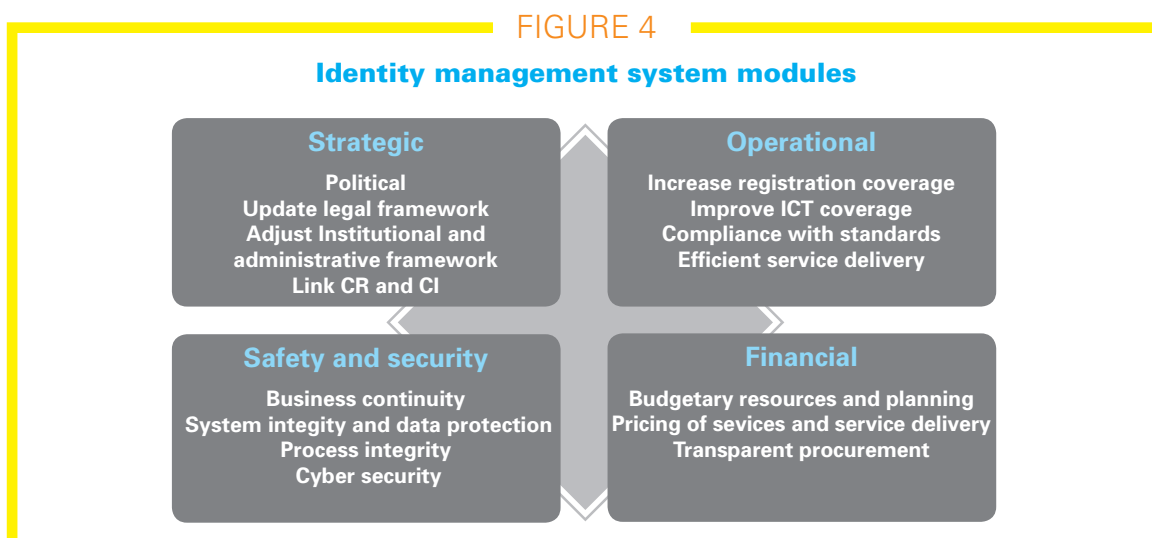 FIGURE 4
Identity management system modules
Strategic
Political
Update legal framework
Adjust Institutional and
administrative framework
Link CR and CI
Operational
Increase registration coverage
Improve ICT coverage
Compliance with standards
Efficient service delivery
Safety and security
Business continuity
System integity and data protection
Process integrity
Cyber security
Financial
Budgetary resources and planning
Pricing of sevices and service delivery
Transparent procurement